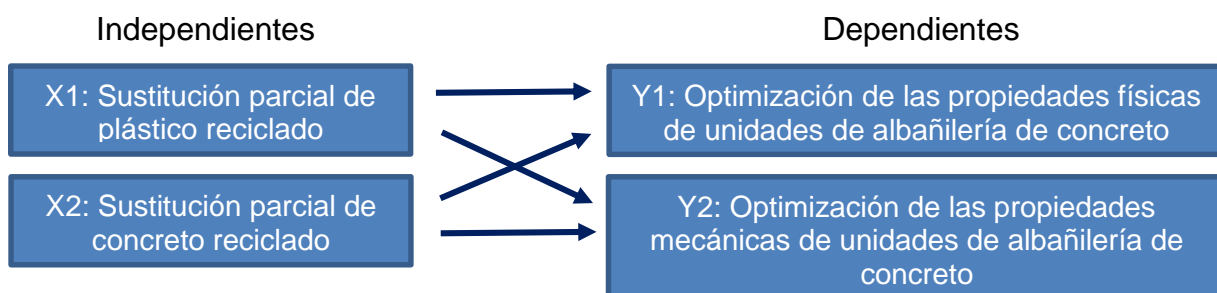 Independientes
Dependientes
X1: Sustitución parcial de
plástico reciclado
Y1: Optimización de las propiedades físicas
de unidades de albañilería de concreto
X2: Sustitución parcial de
concreto reciclado
Y2: Optimización de las propiedades
mecánicas de unidades de albañilería de
concreto